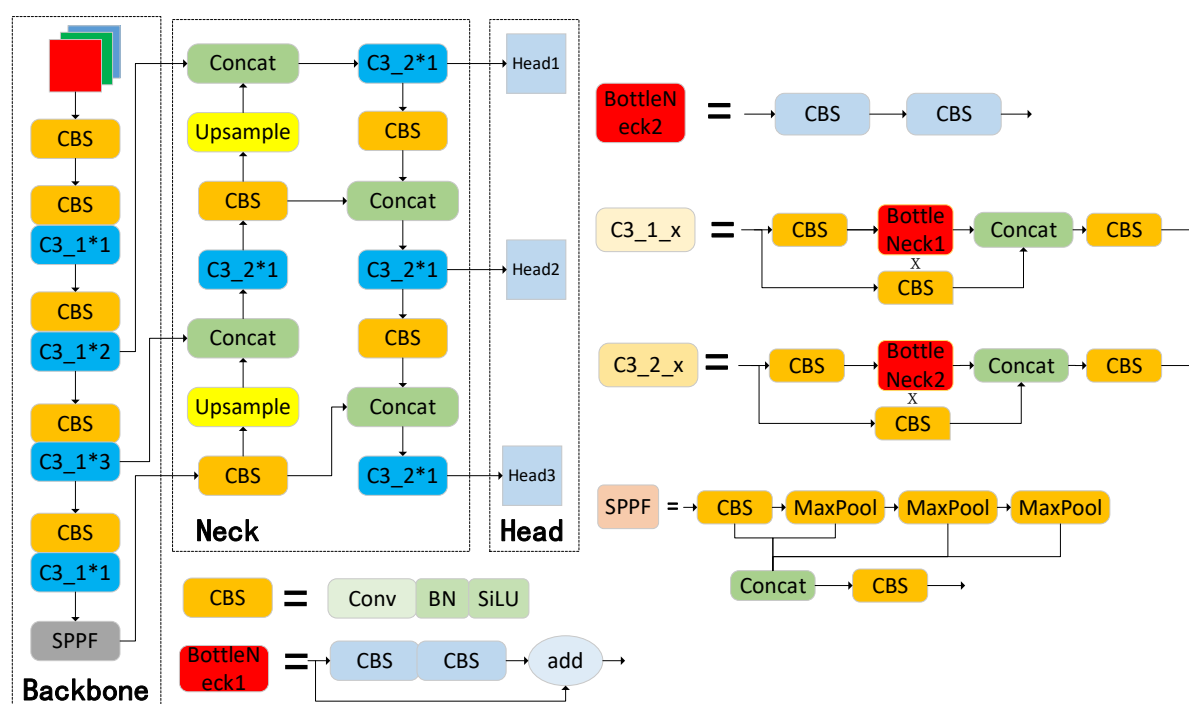 CBS
CBS
C3_1*1
CBS
C3_1*2
CBS
C3_1*3
CBS
C3_1*1
SPPF
Backbone
Concat
Upsample
CBS
C3_2*1
Concat
Upsample
CBS
C3_2*1
CBS
Concat
C3_2*1
CBS
Concat
C3_2*1
Neck
Head1
Head2
Head3
Head
CBS
=
Conv
BN
SiLU
BottleN
eck1
=
CBS
CBS
add
BottleN
eck2
=
CBS
CBS
C3_1_x
=
CBS
Bottle
Neck1
x
CBS
Concat
CBS
C3_2_x
=
CBS
Bottle
Neck2
x
CBS
Concat
CBS
SPPF
=
CBS
MaxPool
MaxPool
MaxPool
Concat
CBS